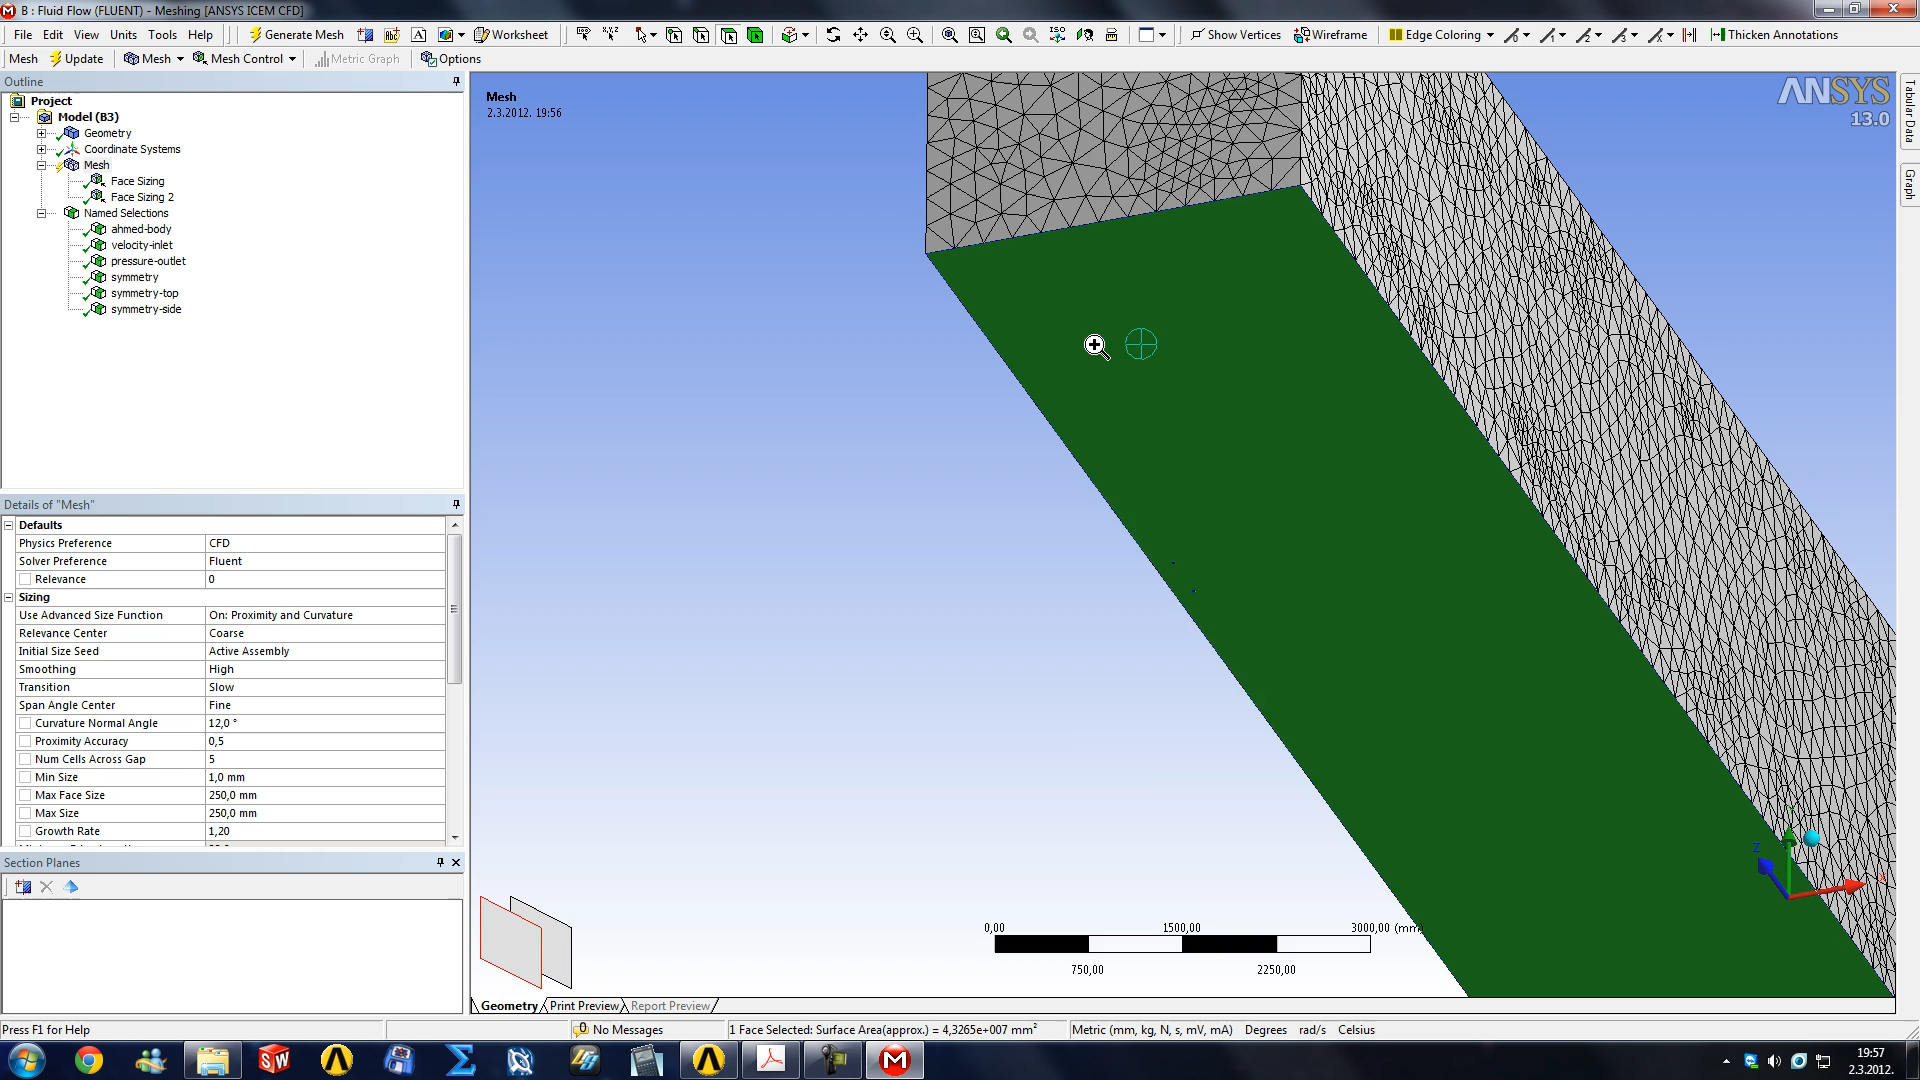 B : Fluid Flow (FLUENT) - Meshing [ANSYS ICEM CFD]
File Edit View Units Tools Help Generate Mesh Worksheet Show Vertices Wireframe Edge Coloring Thicken Annotations
Mesh Update Mesh Mesh Control Metric Graph Options
Outline
Project
Model (B3)
Geometry
Coordinate Systems
Mesh
Face Sizing
Face Sizing 2
Named Selections
ahmed-body
velocity-inlet
pressure-outlet
symmetry
symmetry-top
symmetry-side
Details of "Mesh"
Defaults
Physics Preference CFD
Solver Preference Fluent
Relevance 0
Sizing
Use Advanced Size Function On: Proximity and Curvature
Relevance Center Coarse
Initial Size Seed Active Assembly
Smoothing High
Transition Slow
Span Angle Center Fine
Curvature Normal Angle 12,0 °
Proximity Accuracy 0,5
Num Cells Across Gap 5
Min Size 1,0 mm
Max Face Size 250,0 mm
Max Size 250,0 mm
Growth Rate 1,20
Section Planes
Mesh
2.3.2012. 19:56
ANSYS
13.0
Tabular Data
Graph
Y
Z
X
0,00 1500,00 3000,00 (mm)
750,00 2250,00
Geometry Print Preview Report Preview
Press F1 for Help 0 No Messages 1 Face Selected: Surface Area(approx.) = 4,3265e+007 mm² Metric (mm, kg, N, s, mV, mA) Degrees rad/s Celsius
19:57
2.3.2012.